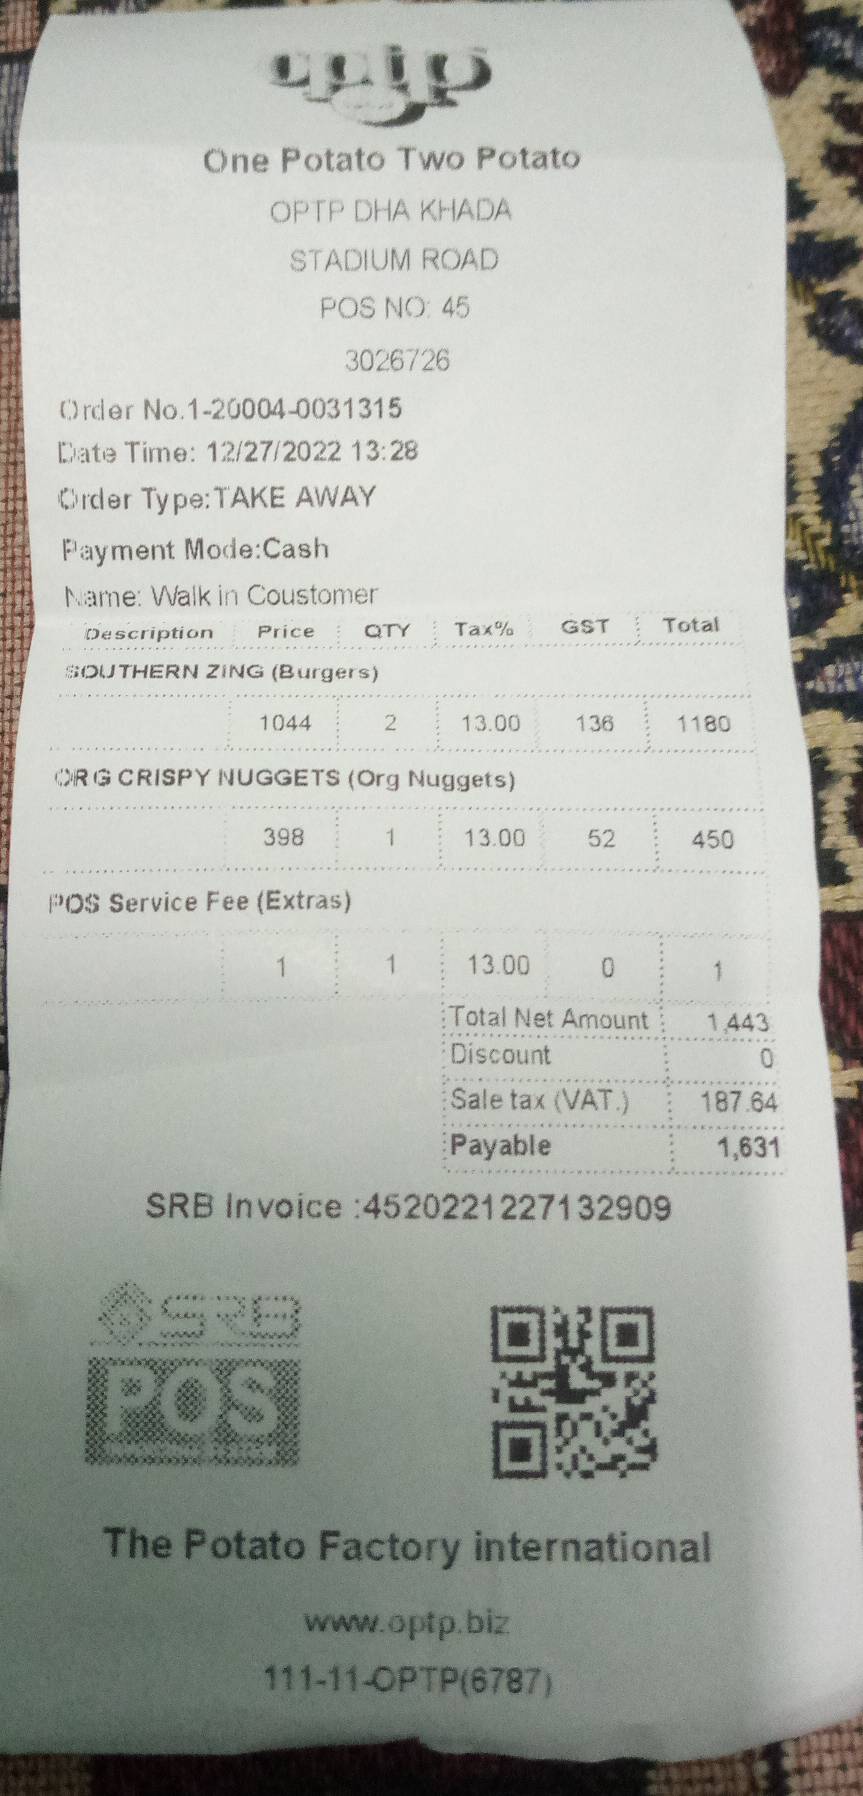 optp
One Potato Two Potato
OPTP DHA KHADA
STADIUM ROAD
POS NO: 45
3026726
Order No.1-20004-0031315
Date Time: 12/27/2022 13:28
Order Type:TAKE AWAY
Payment Mode:Cash
Name: Walk in Coustomer
Description Price QTY Tax% GST Total
SOUTHERN ZING (Burgers)
1044 2 13.00 136 1180
ORG CRISPY NUGGETS (Org Nuggets)
398 1 13.00 52 450
POS Service Fee (Extras)
1 1 13.00 0 1
Total Net Amount 1,443
Discount 0
Sale tax (VAT.) 187.64
Payable 1,631
SRB Invoice :4520221227132909
SRB
POS
The Potato Factory international
www.optp.biz
111-11-OPTP(6787)